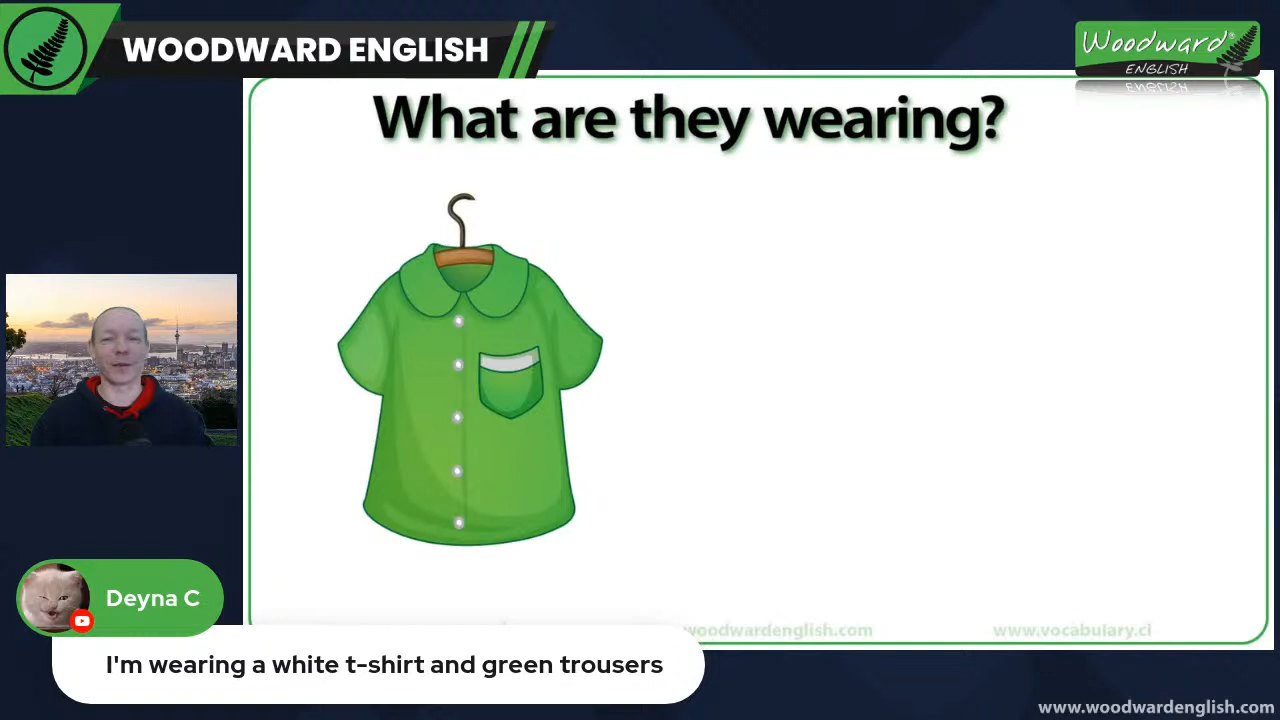 WOODWARD ENGLISH
Woodward®
ENGLISH
What are they wearing?
Deyna C
I'm wearing a white t-shirt and green trousers
woodwardenglish.com
www.vocabulary.cl
www.woodwardenglish.com